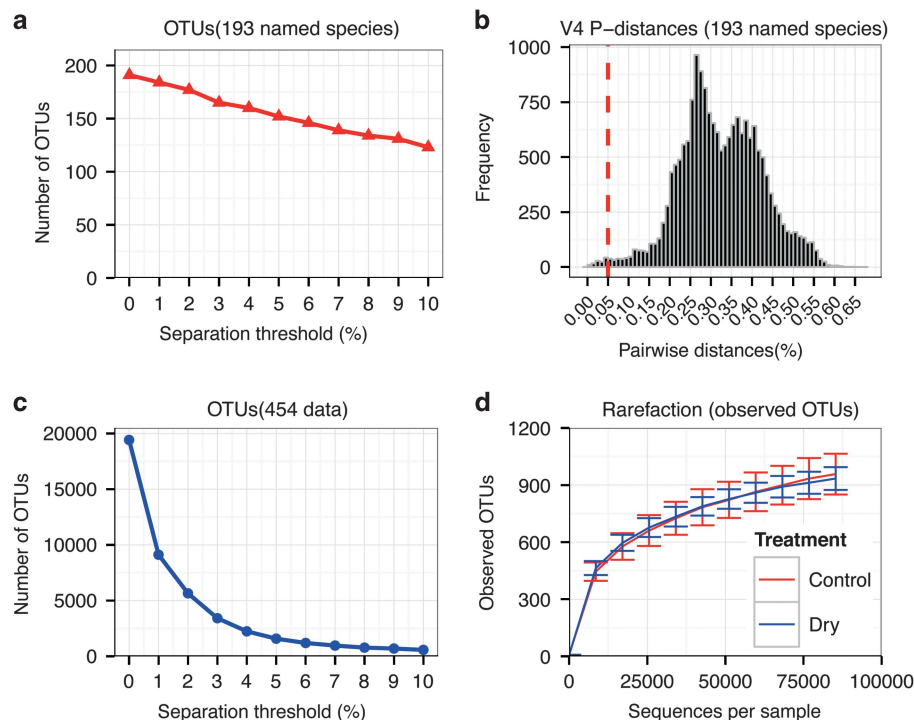 a
OTUs(193 named species)
Number of OTUs
200
150
100
50
0
0 1 2 3 4 5 6 7 8 9 10
Separation threshold (%)
b
V4 P−distances (193 named species)
Frequency
1000
750
500
250
0
0.00 0.05 0.10 0.15 0.20 0.25 0.30 0.35 0.40 0.45 0.50 0.55 0.60 0.65
Pairwise distances(%)
c
OTUs(454 data)
Number of OTUs
20000
15000
10000
5000
0
0 1 2 3 4 5 6 7 8 9 10
Separation threshold (%)
d
Rarefaction (observed OTUs)
Observed OTUs
1200
900
600
300
0
0 25000 50000 75000 100000
Sequences per sample
Treatment
Control
Dry